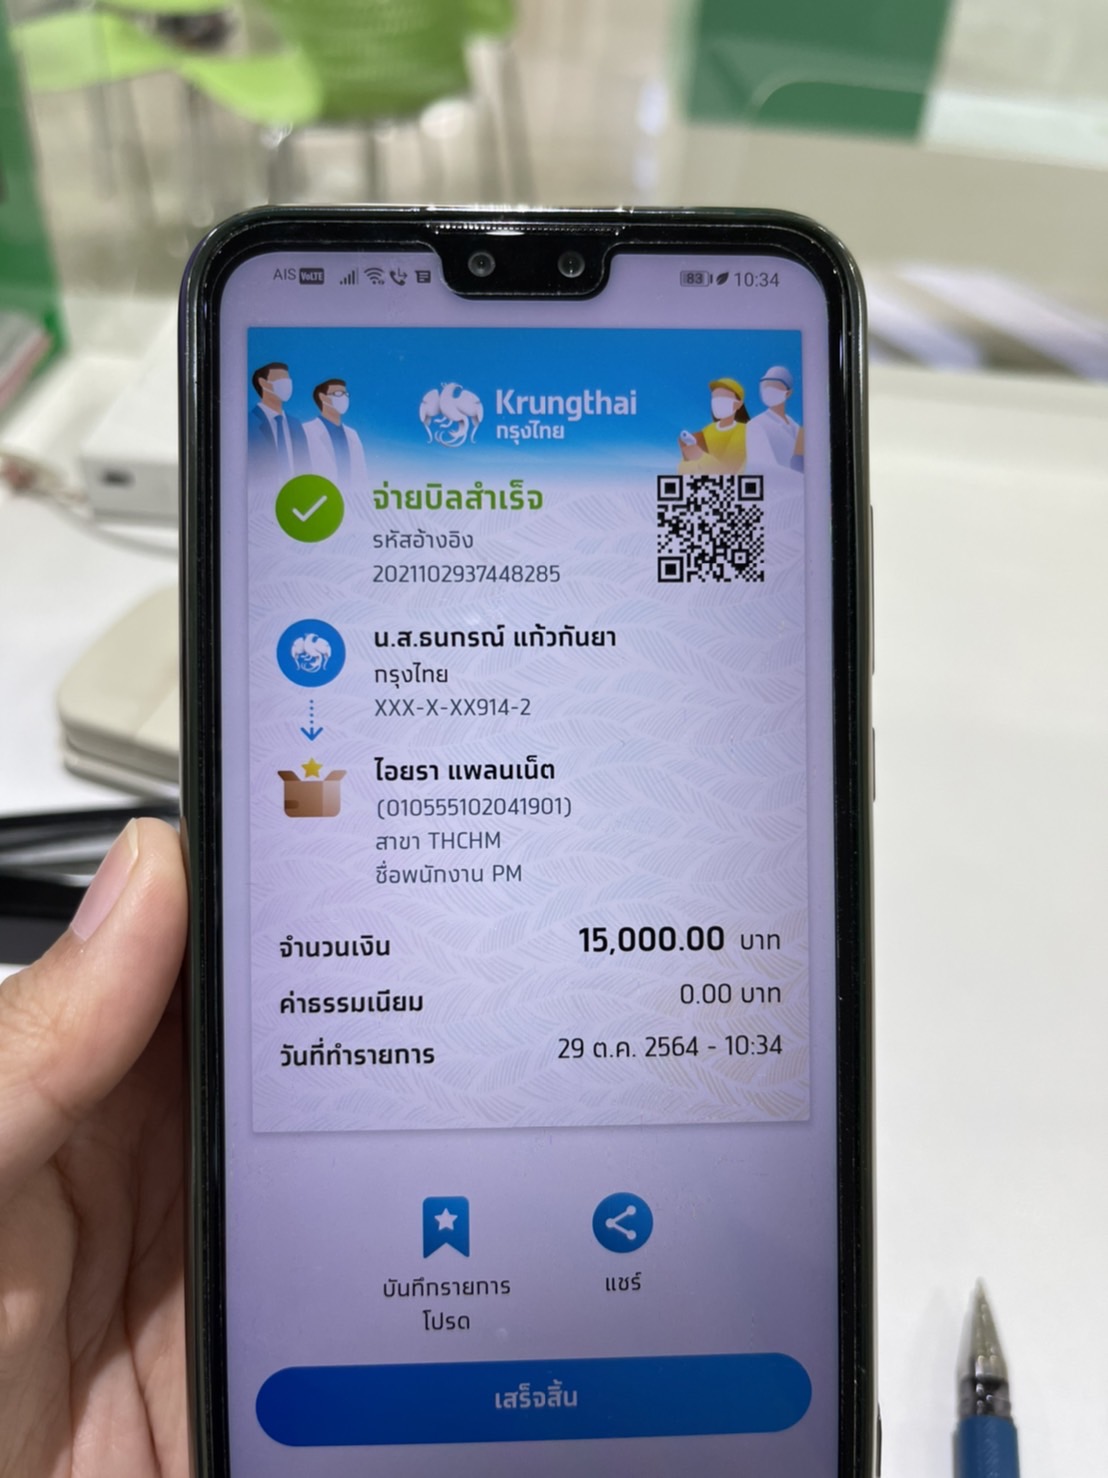 AIS VoLTE 83 10:34
Krungthai
กรุงไทย
จ่ายบิลสำเร็จ
รหัสอ้างอิง
2021102937448285
น.ส.ธนกรณ์ แก้วกันยา
กรุงไทย
XXX-X-XX914-2
ไอยรา แพลนเน็ต
(010555102041901)
สาขา THCHM
ชื่อพนักงาน PM
จำนวนเงิน 15,000.00 บาท
ค่าธรรมเนียม 0.00 บาท
วันที่ทำรายการ 29 ต.ค. 2564 - 10:34
บันทึกรายการ
โปรด
แชร์
เสร็จสิ้น